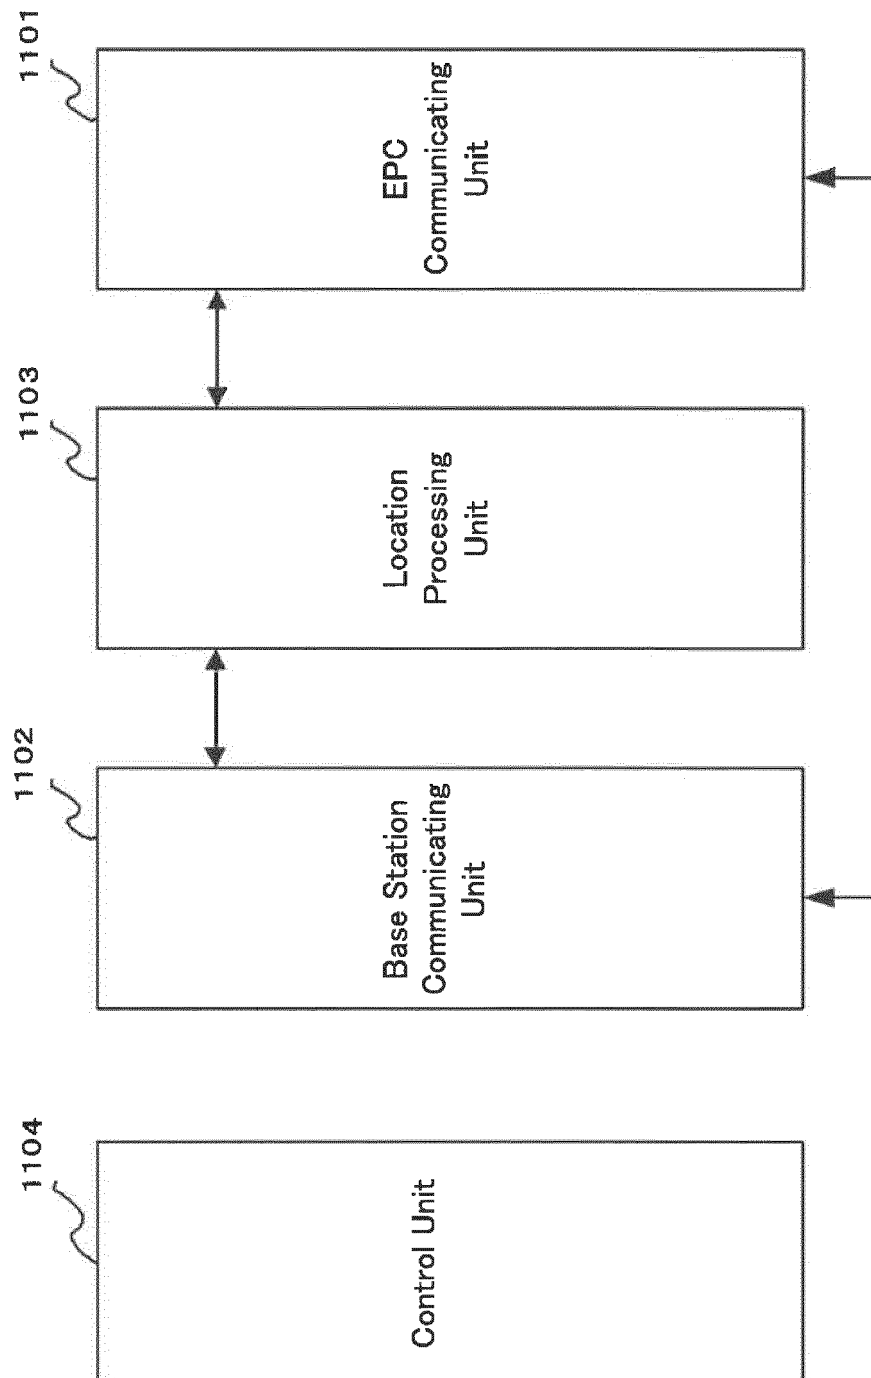 1101
EPC
Communicating
Unit
1103
Location
Processing
Unit
1102
Base Station
Communicating
Unit
1104
Control Unit